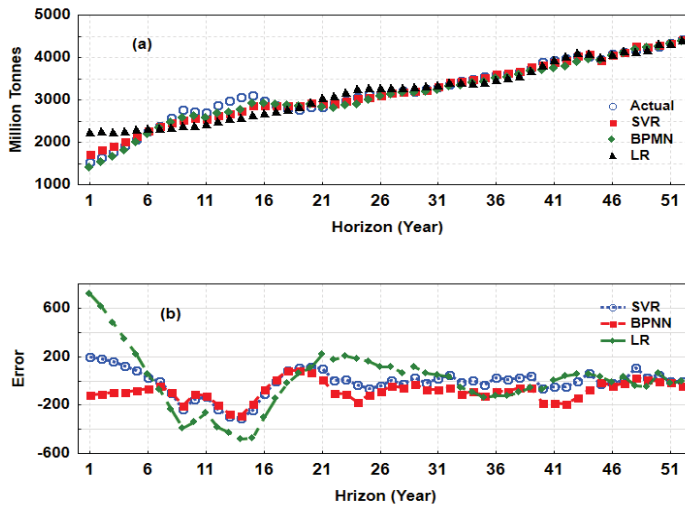 (a)
5000
4000
3000
2000
1000
Million Tonnes
Actual
SVR
BPMN
LR
1 6 11 16 21 26 31 36 41 46 51
Horizon (Year)
(b)
600
200
-200
-600
Error
SVR
BPNN
LR
1 6 11 16 21 26 31 36 41 46 51
Hrizon (Year)